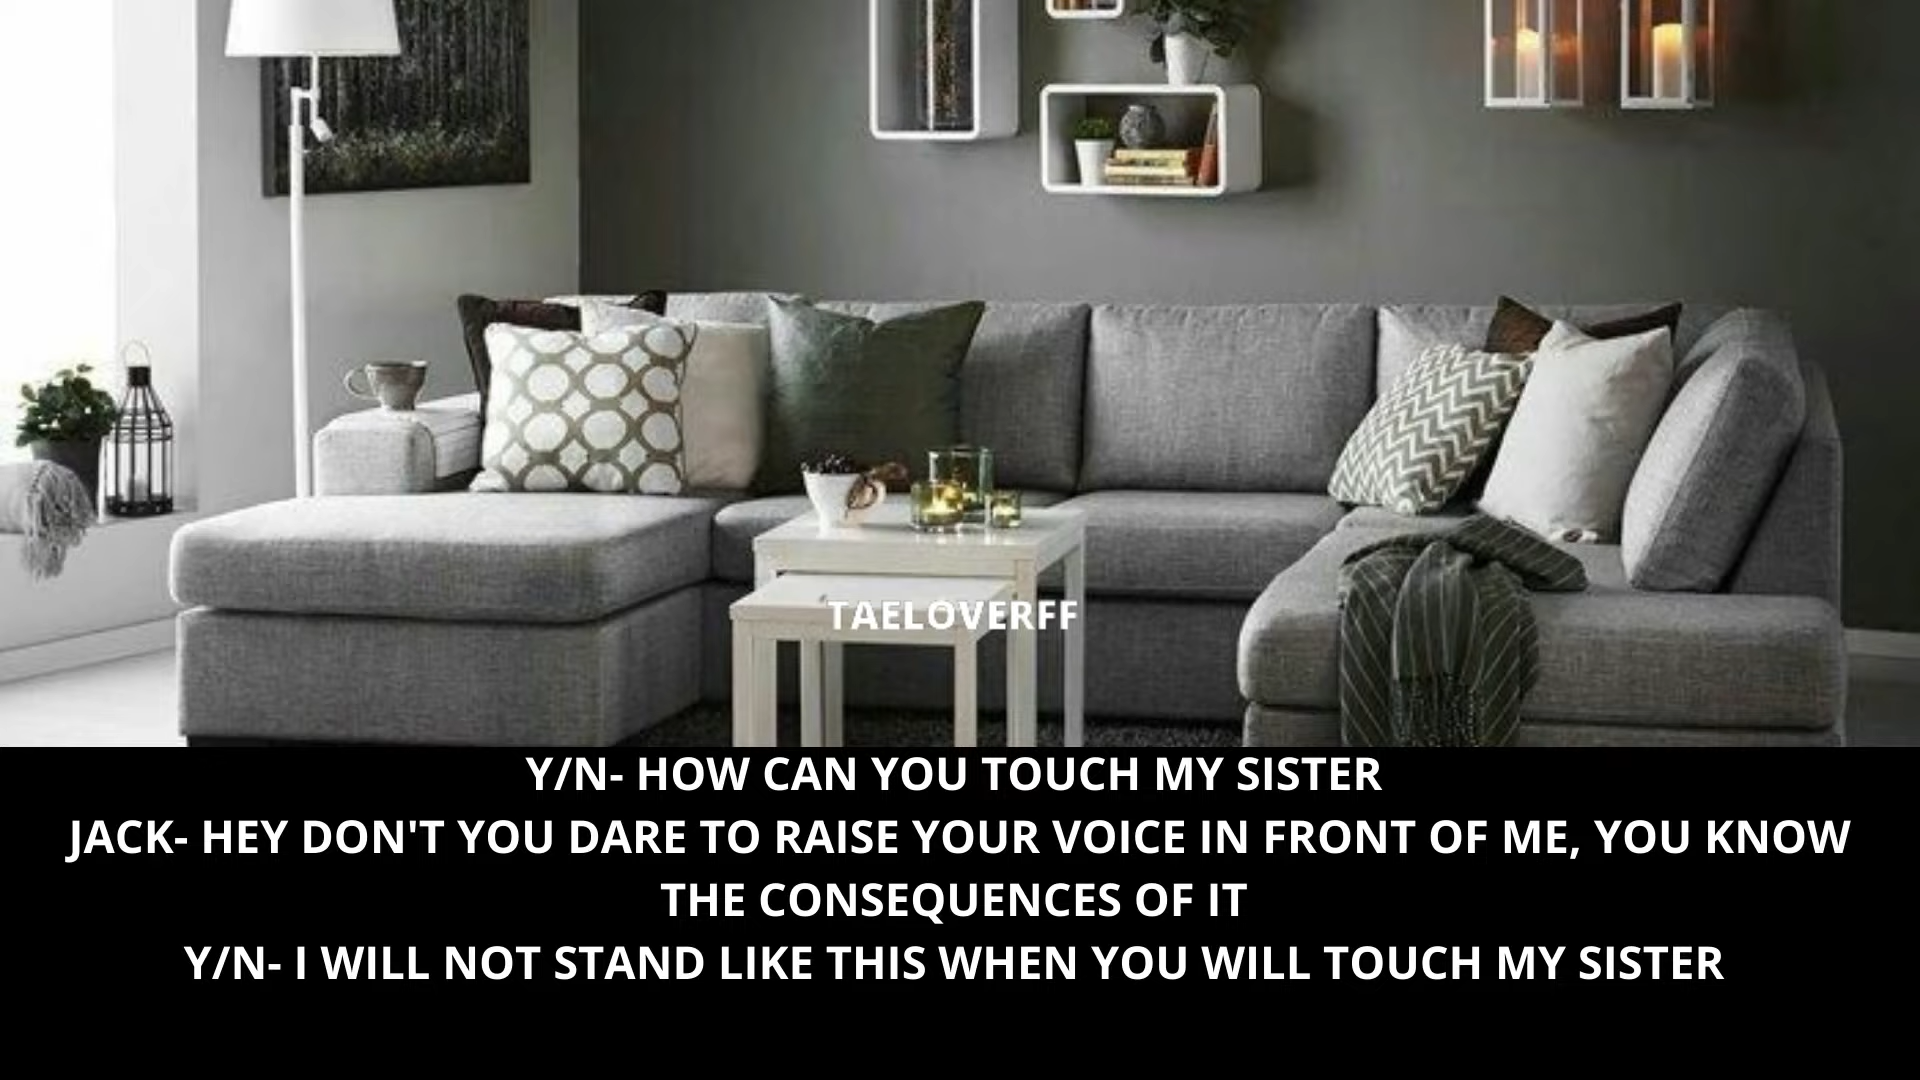 TAELOVERFF
Y/N- HOW CAN YOU TOUCH MY SISTER
JACK- HEY DON'T YOU DARE TO RAISE YOUR VOICE IN FRONT OF ME, YOU KNOW
THE CONSEQUENCES OF IT
Y/N- I WILL NOT STAND LIKE THIS WHEN YOU WILL TOUCH MY SISTER